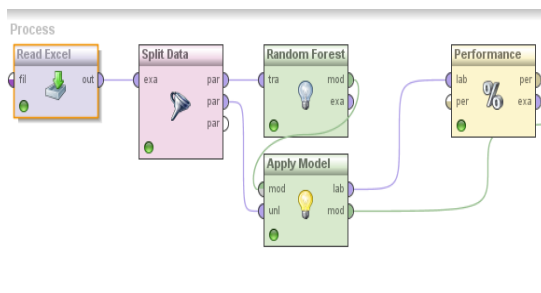 Process
Read Excel
fil
out
Split Data
exa
par
par
par
Random Forest
tra
mod
exa
Apply Model
mod
unl
lab
mod
Performance
%
lab
per
per
exa